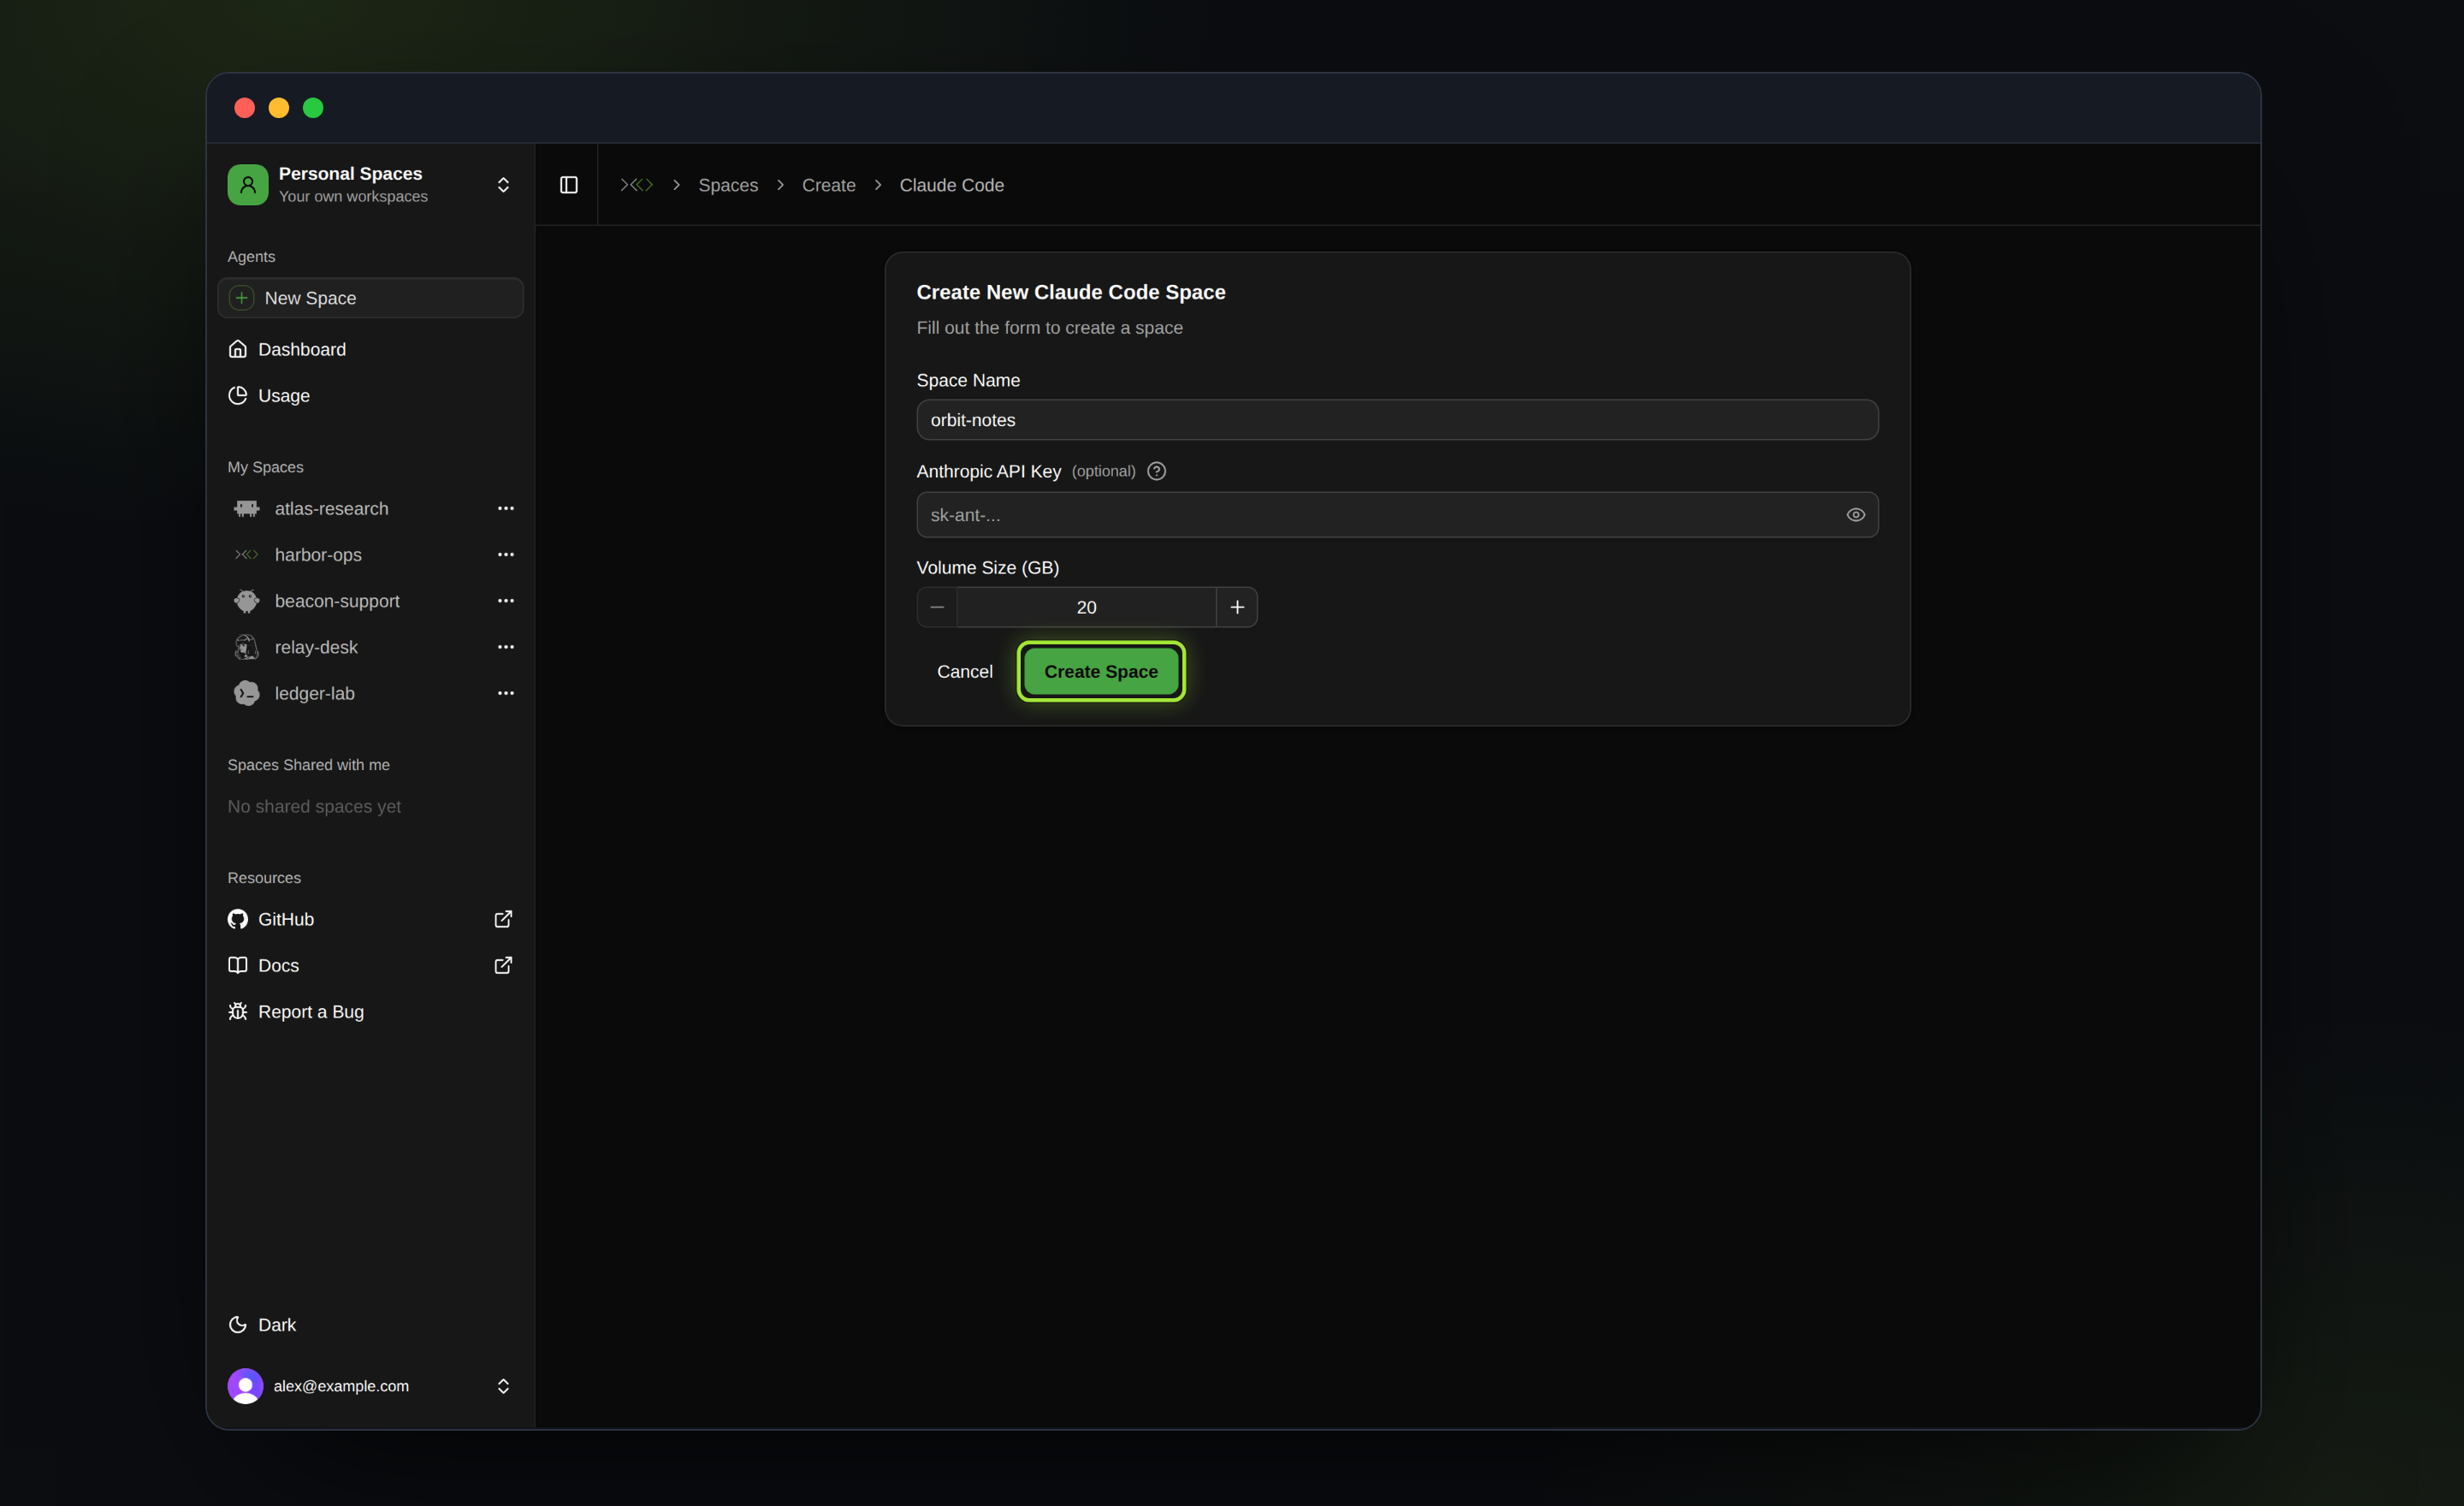 Personal Spaces
Your own workspaces
Agents
New Space
Dashboard
Usage
My Spaces
atlas-research
harbor-ops
beacon-support
relay-desk
ledger-lab
Spaces Shared with me
No shared spaces yet
Resources
GitHub
Docs
Report a Bug
Dark
alex@example.com
Spaces > Create > Claude Code
Create New Claude Code Space
Fill out the form to create a space
Space Name
orbit-notes
Anthropic API Key (optional)
sk-ant-...
Volume Size (GB)
20
Cancel Create Space